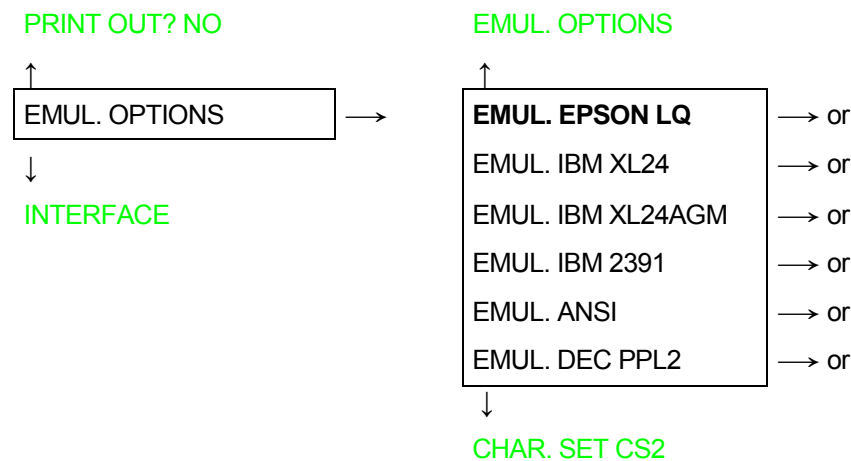 PRINT OUT? NO
EMUL. OPTIONS
↑
↑
EMUL. OPTIONS →
EMUL. EPSON LQ → or
↓
EMUL. IBM XL24 → or
INTERFACE
EMUL. IBM XL24AGM → or
EMUL. IBM 2391 → or
EMUL. ANSI → or
EMUL. DEC PPL2 → or
↓
CHAR. SET CS2